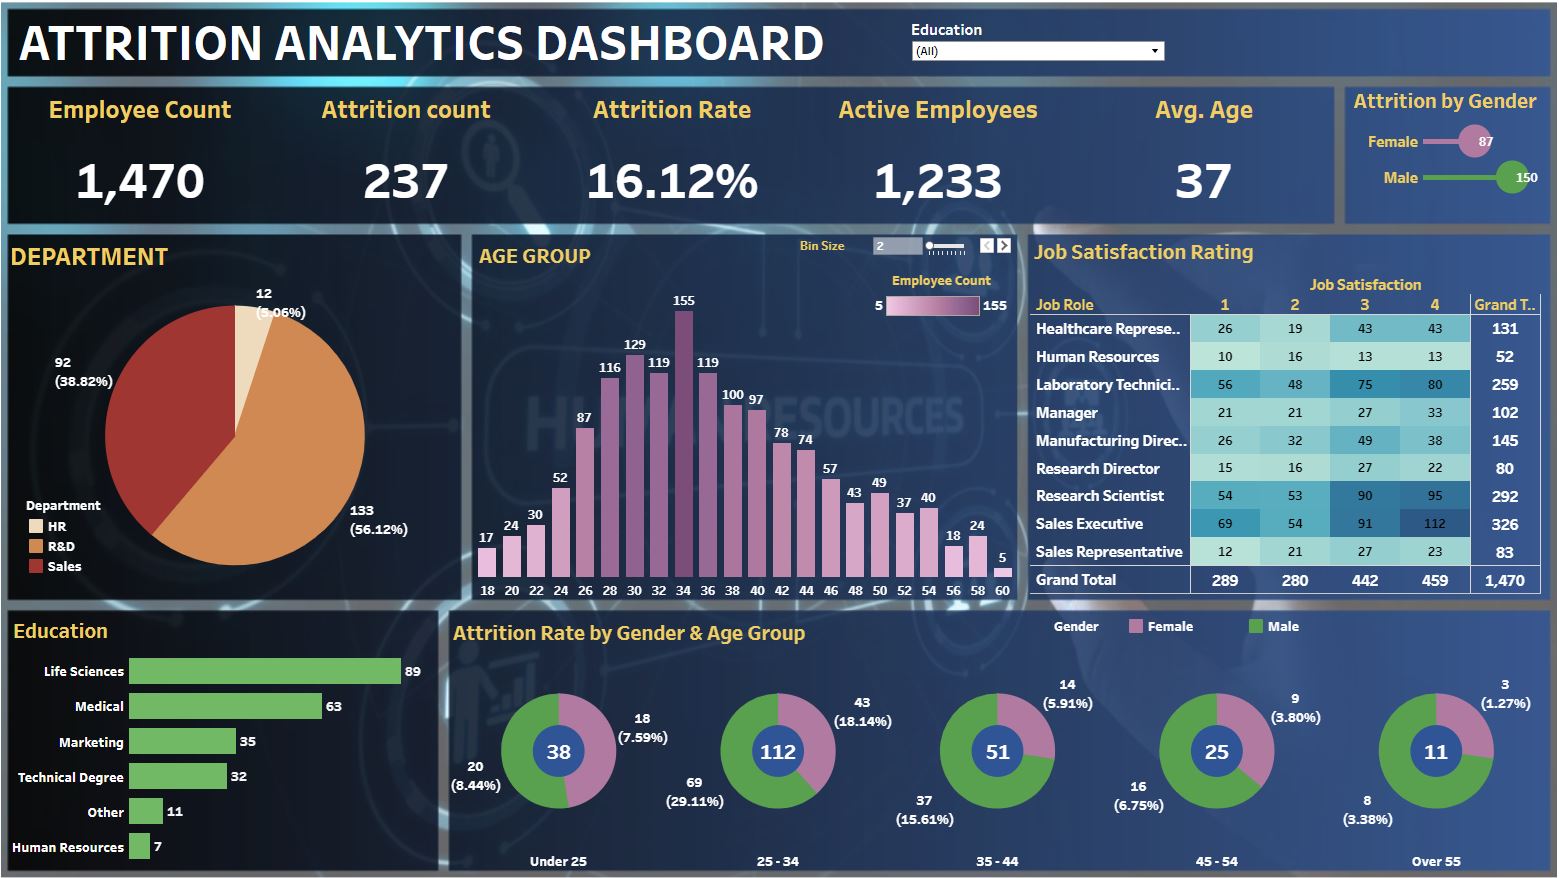 ATTRITION ANALYTICS DASHBOARD
Education
(All)
Employee Count
Attrition count
Attrition Rate
Active Employees
Avg. Age
1,470
237
16.12%
1,233
37
Attrition by Gender
Female 87
Male 150
DEPARTMENT
12
(5.06%)
92
(38.82%)
133
(56.12%)
Department
HR
R&D
Sales
AGE GROUP
Bin Size 2
Employee Count
5 155
17 24 30 52 87 116 129 119 155 119 100 97 78 74 57 43 49 37 40 18 24 5
18 20 22 24 26 28 30 32 34 36 38 40 42 44 46 48 50 52 54 56 58 60
HUMAN RESOURCES
Job Satisfaction Rating
Job Satisfaction
Job Role 1 2 3 4 Grand T..
Healthcare Represe.. 26 19 43 43 131
Human Resources 10 16 13 13 52
Laboratory Technici.. 56 48 75 80 259
Manager 21 21 27 33 102
Manufacturing Direc.. 26 32 49 38 145
Research Director 15 16 27 22 80
Research Scientist 54 53 90 95 292
Sales Executive 69 54 91 112 326
Sales Representative 12 21 27 23 83
Grand Total 289 280 442 459 1,470
Education
Life Sciences 89
Medical 63
Marketing 35
Technical Degree 32
Other 11
Human Resources 7
Attrition Rate by Gender & Age Group
Gender Female Male
18
(7.59%)
38
20
(8.44%)
Under 25
43
(18.14%)
112
69
(29.11%)
25 - 34
14
(5.91%)
51
37
(15.61%)
35 - 44
9
(3.80%)
25
16
(6.75%)
45 - 54
3
(1.27%)
11
8
(3.38%)
Over 55